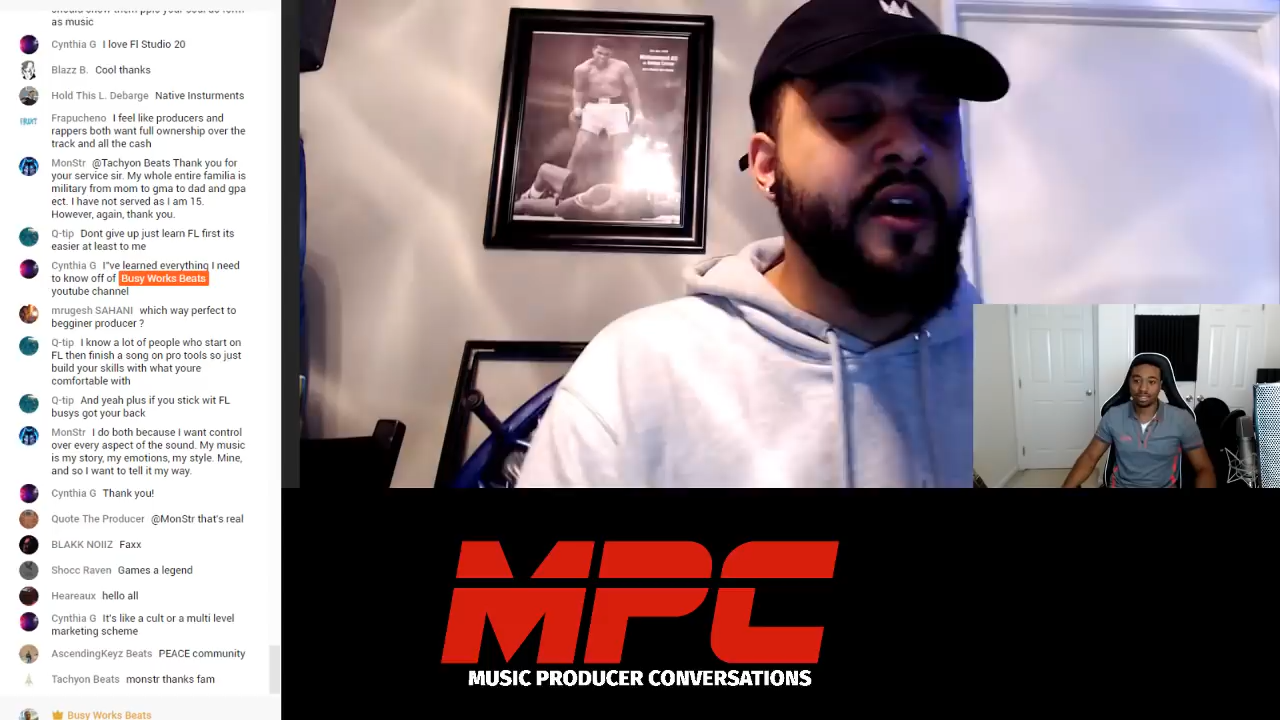 as music
Cynthia G I love Fl Studio 20
Blazz B. Cool thanks
Hold This L. Debarge Native Insturments
Frapucheno I feel like producers and
rappers both want full ownership over the
track and all the cash
MonStr @Tachyon Beats Thank you for
your service sir. My whole entire familia is
military from mom to gma to dad and gpa
ect. I have not served as I am 15.
However, again, thank you.
Q-tip Dont give up just learn FL first its
easier at least to me
Cynthia G I"ve learned everything I need
to know off of Busy Works Beats
youtube channel
mrugesh SAHANI which way perfect to
begginer producer ?
Q-tip I know a lot of people who start on
FL then finish a song on pro tools so just
build your skills with what youre
comfortable with
Q-tip And yeah plus if you stick wit FL
busys got your back
MonStr I do both because I want control
over every aspect of the sound. My music
is my story, my emotions, my style. Mine,
and so I want to tell it my way.
Cynthia G Thank you!
Quote The Producer @MonStr that's real
BLAKK NOIIZ Faxx
Shocc Raven Games a legend
Heareaux hello all
Cynthia G It's like a cult or a multi level
marketing scheme
AscendingKeyz Beats PEACE community
Tachyon Beats monstr thanks fam
Busy Works Beats
MPC
MUSIC PRODUCER CONVERSATIONS